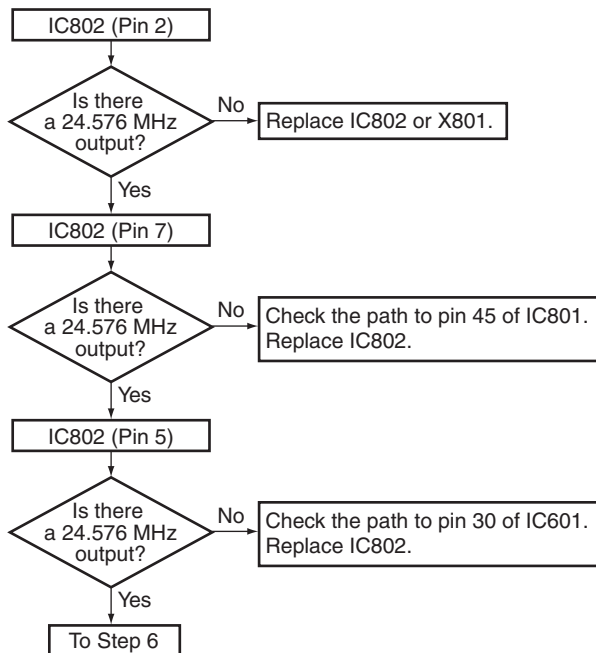 IC802 (Pin 2)
Is there
a 24.576 MHz
output?
No
Replace IC802 or X801.
Yes
IC802 (Pin 7)
Is there
a 24.576 MHz
output?
No
Check the path to pin 45 of IC801.
Replace IC802.
Yes
IC802 (Pin 5)
Is there
a 24.576 MHz
output?
No
Check the path to pin 30 of IC601.
Replace IC802.
Yes
To Step 6